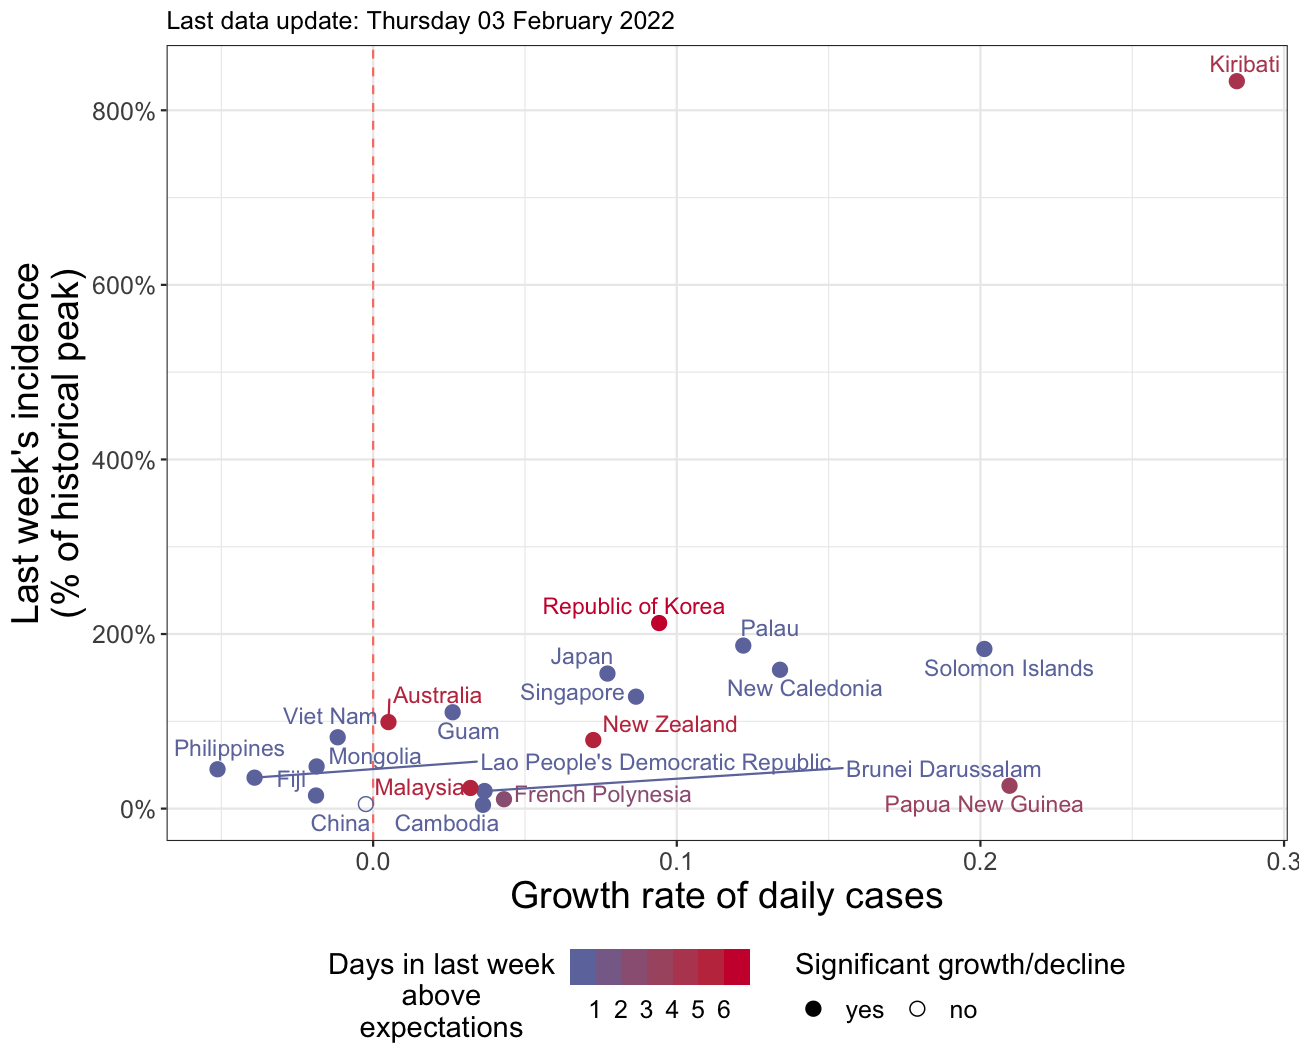 Last data update: Thursday 03 February 2022
Last week's incidence
(% of historical peak)
800%
600%
400%
200%
0%
Kiribati
Republic of Korea
Palau
Japan
Solomon Islands
New Caledonia
Singapore
Australia
Viet Nam
New Zealand
Guam
Philippines
Mongolia
Lao People's Democratic Republic
Brunei Darussalam
Fiji
Malaysia
French Polynesia
Papua New Guinea
China
Cambodia
0.0
0.1
0.2
0.3
Growth rate of daily cases
Days in last week
above
expectations
1 2 3 4 5 6
Significant growth/decline
yes
no